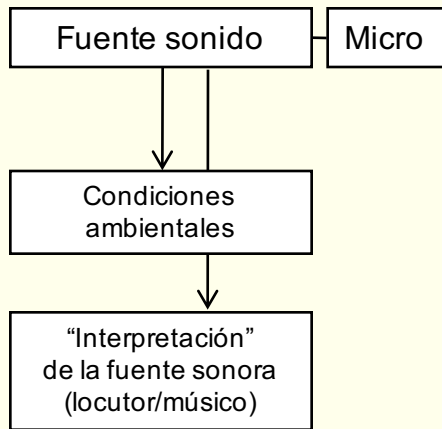 Fuente sonido
Micro
Condiciones
ambientales
“Interpretación”
de la fuente sonora
(locutor/músico)